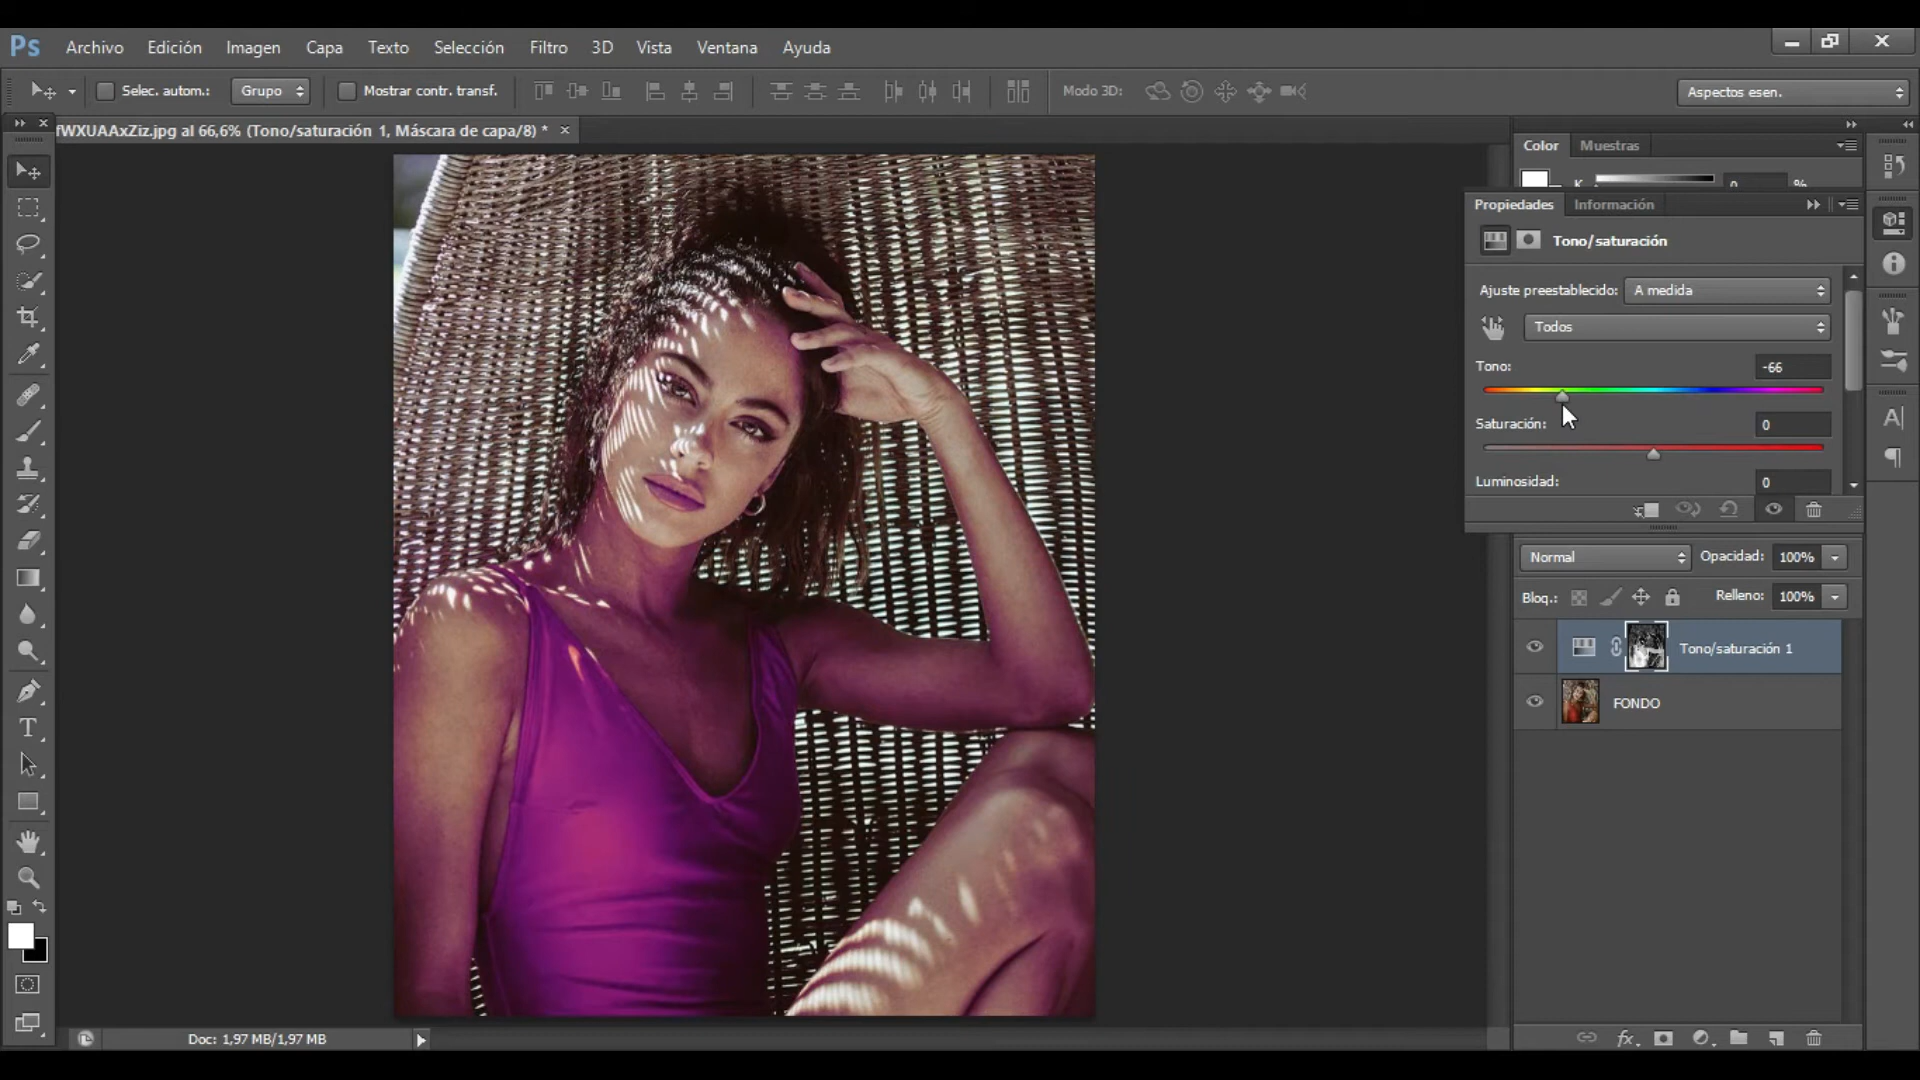 Ps Archivo Edición Imagen Capa Texto Selección Filtro 3D Vista Ventana Ayuda
Selec. autom.: Grupo Mostrar contr. transf. Modo 3D: Aspectos esen.
fWXUAAxZiz.jpg al 66,6% (Tono/saturación 1, Máscara de capa/8) *
Color Muestras
K 0 %
Propiedades Información
Tono/saturación
Ajuste preestablecido: A medida
Todos
Tono: -66
Saturación: 0
Luminosidad: 0
Normal Opacidad: 100%
Bloq.: Relleno: 100%
Tono/saturación 1
FONDO
Doc: 1,97 MB/1,97 MB